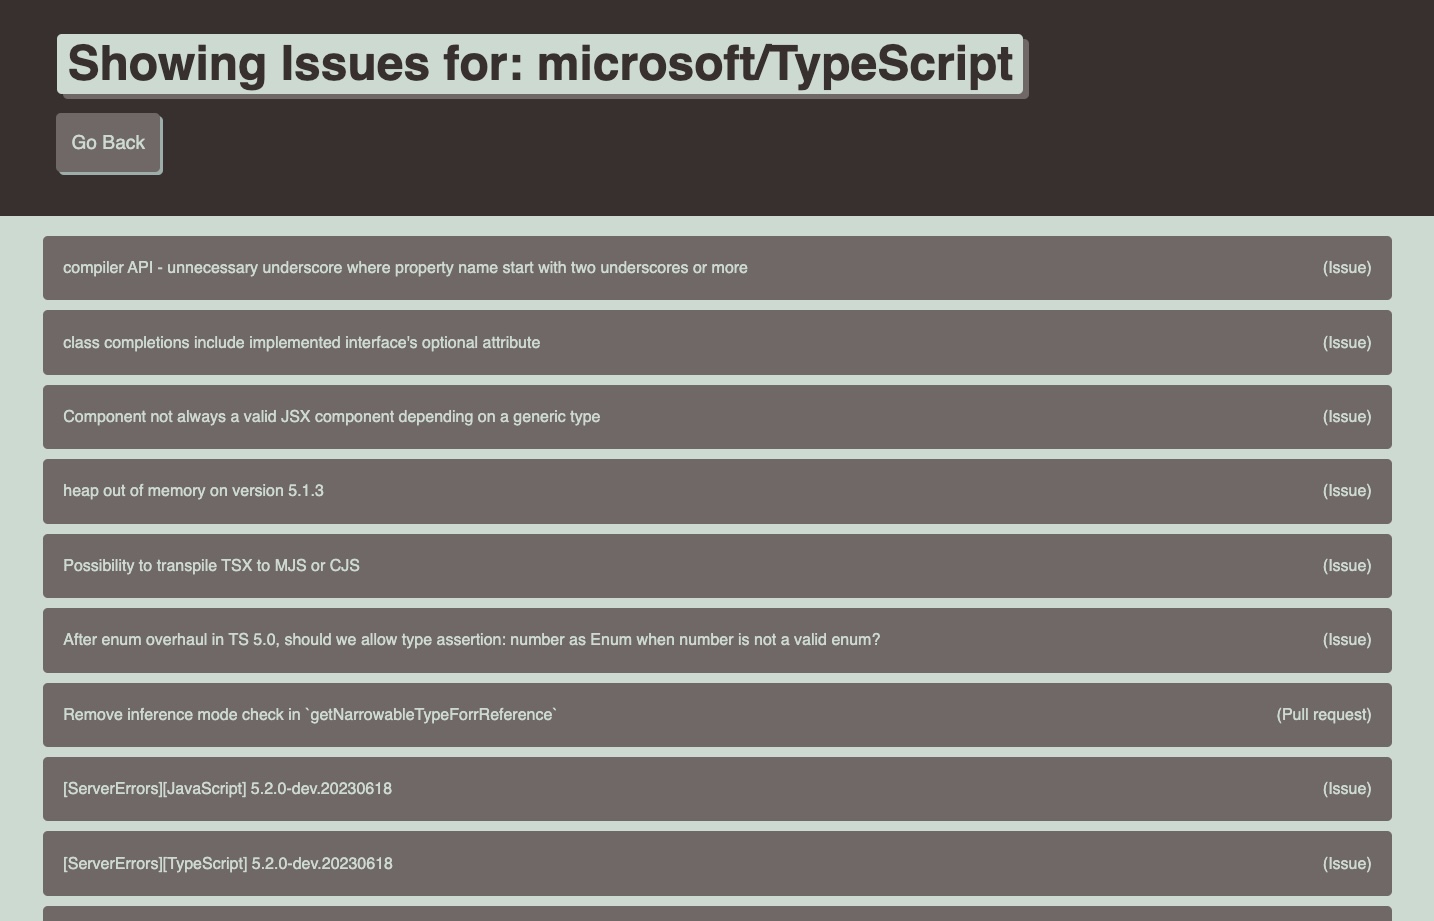 Showing Issues for: microsoft/TypeScript
Go Back
compiler API - unnecessary underscore where property name start with two underscores or more (Issue)
class completions include implemented interface's optional attribute (Issue)
Component not always a valid JSX component depending on a generic type (Issue)
heap out of memory on version 5.1.3 (Issue)
Possibility to transpile TSX to MJS or CJS (Issue)
After enum overhaul in TS 5.0, should we allow type assertion: number as Enum when number is not a valid enum? (Issue)
Remove inference mode check in `getNarrowableTypeForrReference` (Pull request)
[ServerErrors][JavaScript] 5.2.0-dev.20230618 (Issue)
[ServerErrors][TypeScript] 5.2.0-dev.20230618 (Issue)